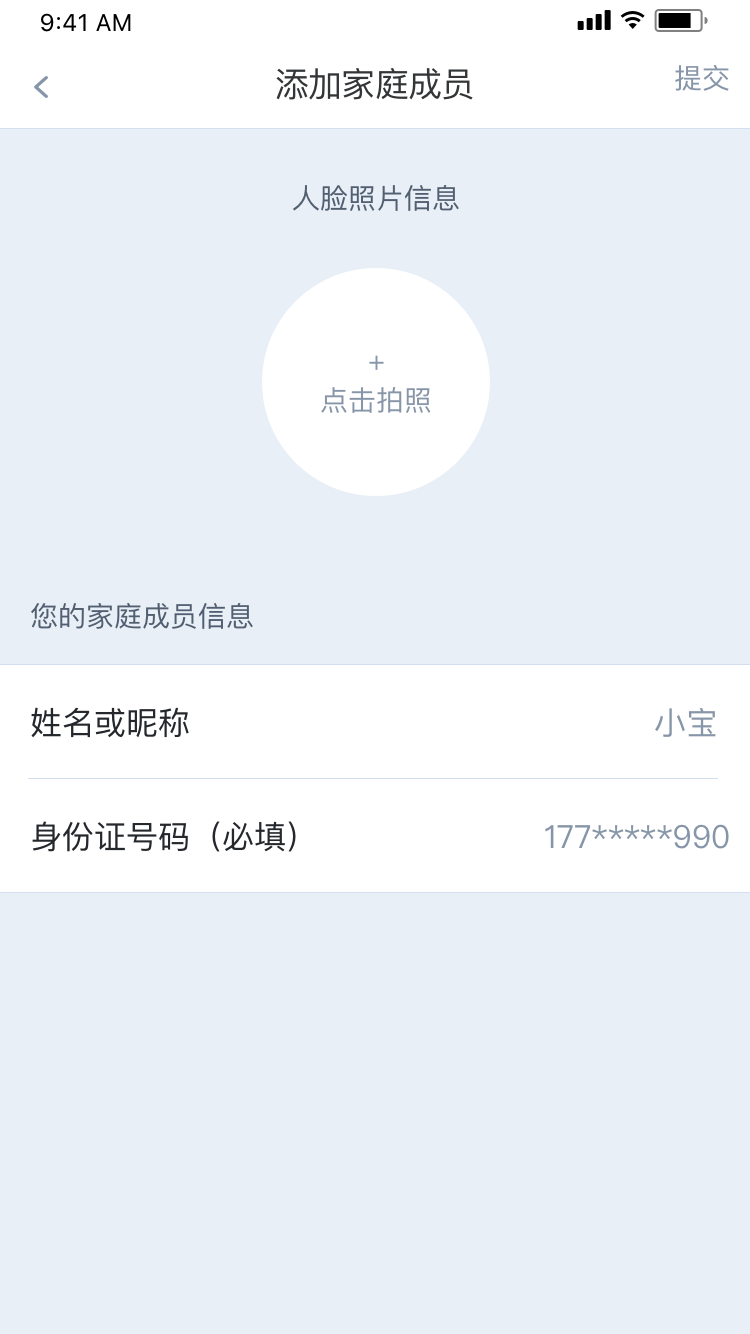 9:41 AM
添加家庭成员
提交
人脸照片信息
+
点击拍照
您的家庭成员信息
姓名或昵称
小宝
身份证号码（必填）
177*****990